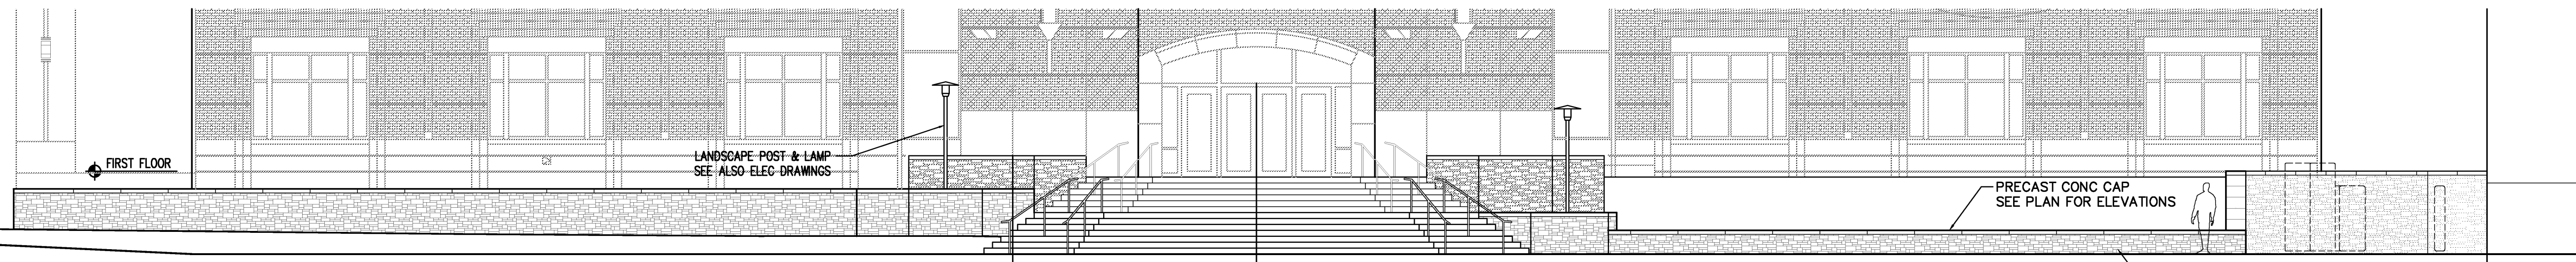 FIRST FLOOR
LANDSCAPE POST & LAMP
SEE ALSO ELEC DRAWINGS
PRECAST CONC CAP
SEE PLAN FOR ELEVATIONS